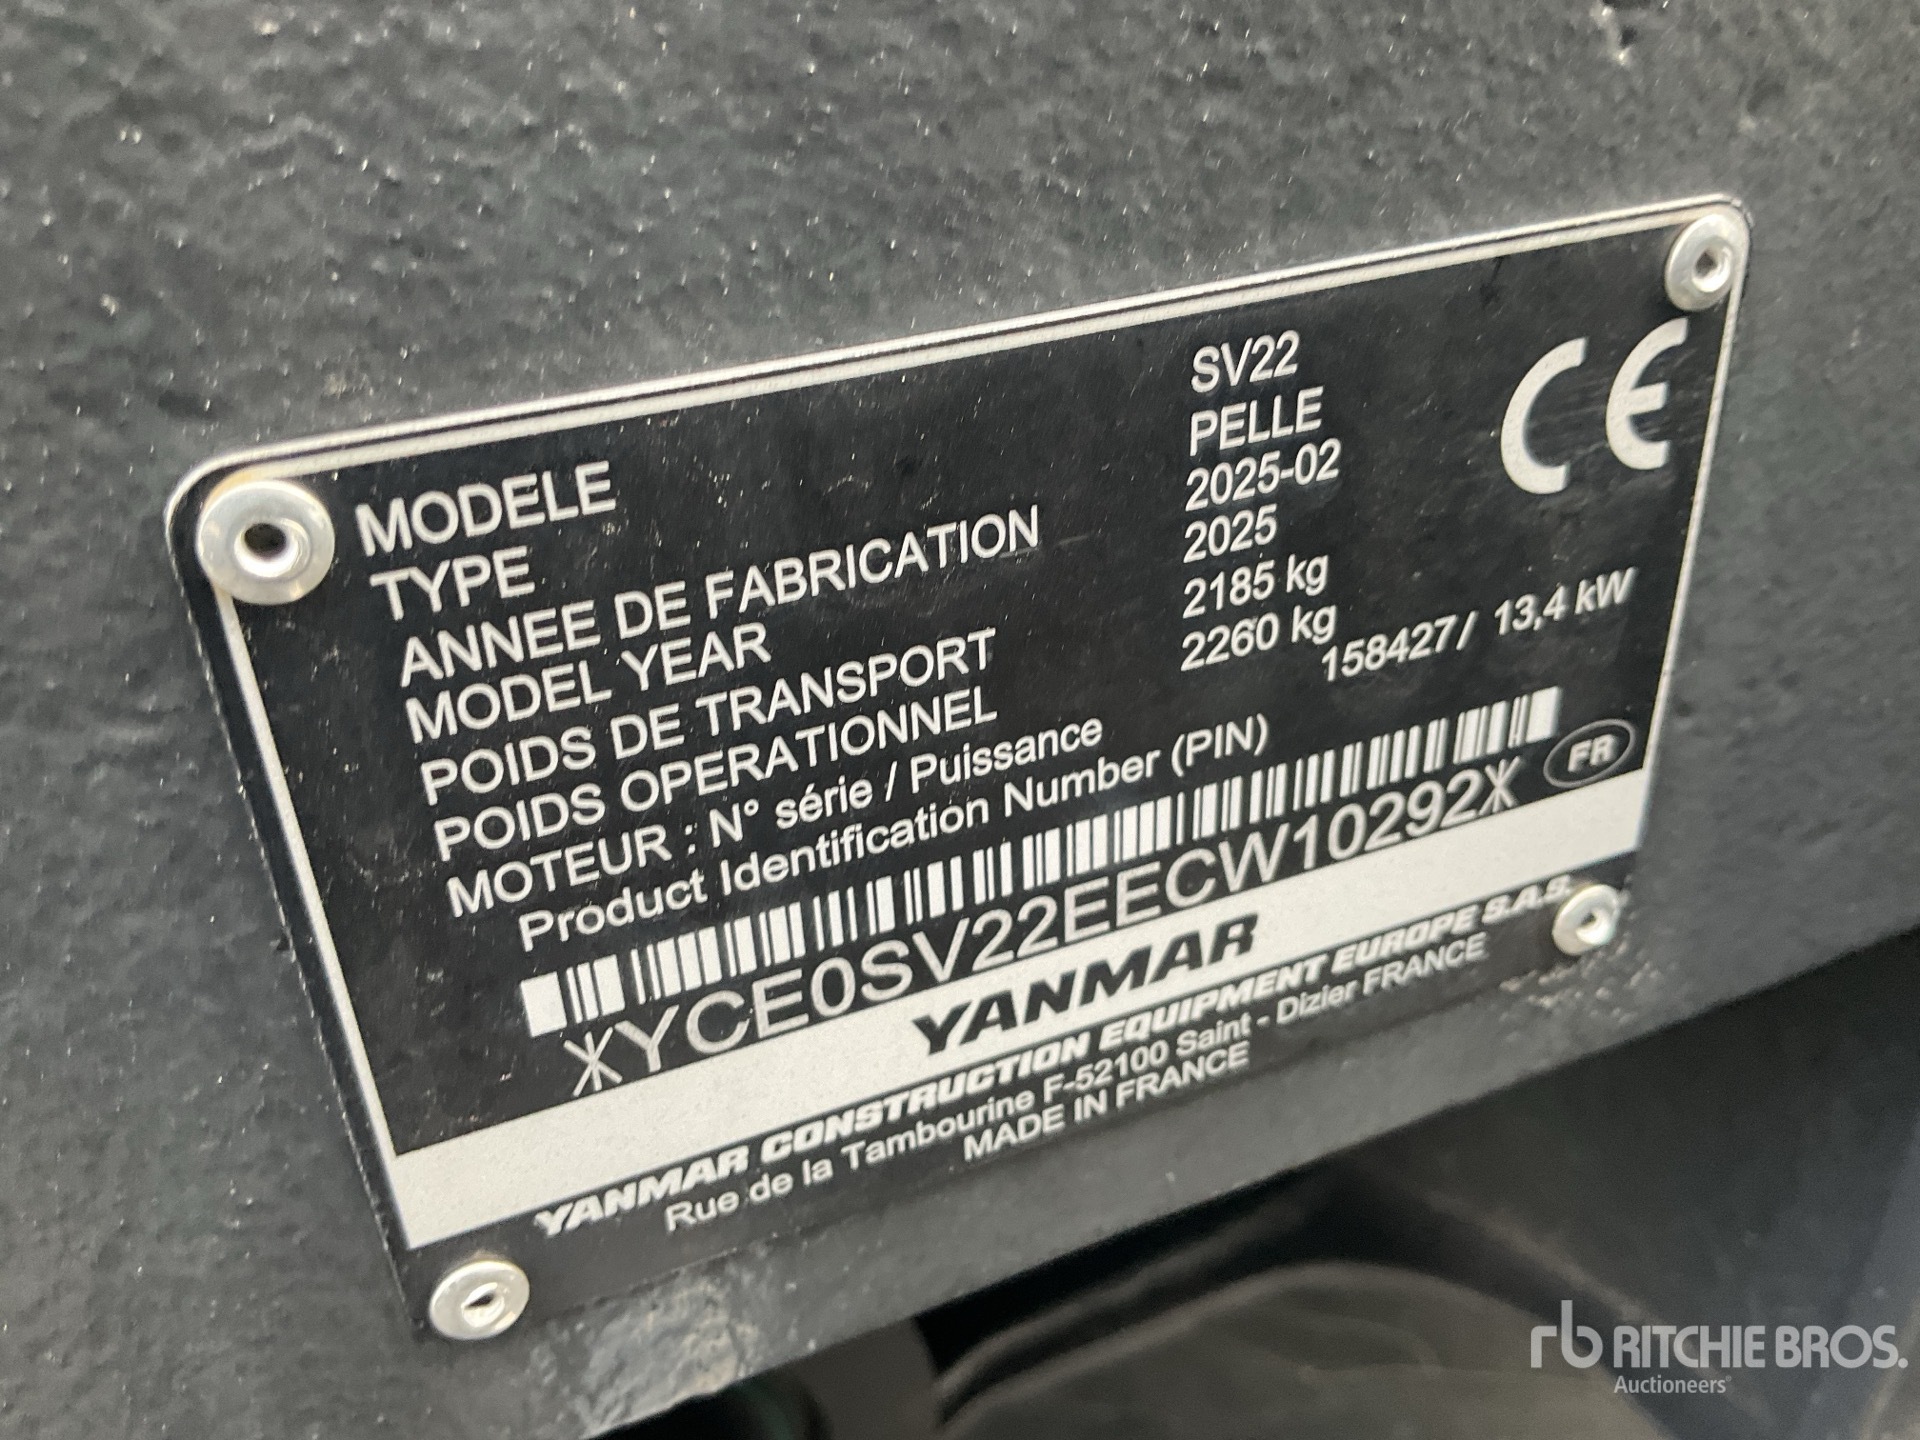 MODELE SV22
TYPE PELLE
ANNEE DE FABRICATION 2025-02
MODEL YEAR 2025
POIDS DE TRANSPORT 2185 kg
POIDS OPERATIONNEL 2260 kg
MOTEUR : N° série / Puissance 158427/ 13,4 kW
Product Identification Number (PIN)
FR
*YCE0SV22EECW10292*
YANMAR
YANMAR CONSTRUCTION EQUIPMENT EUROPE S.A.S.
Rue de la Tambourine F-52100 Saint - Dizier FRANCE
MADE IN FRANCE
CE
rb RITCHIE BROS.
Auctioneers